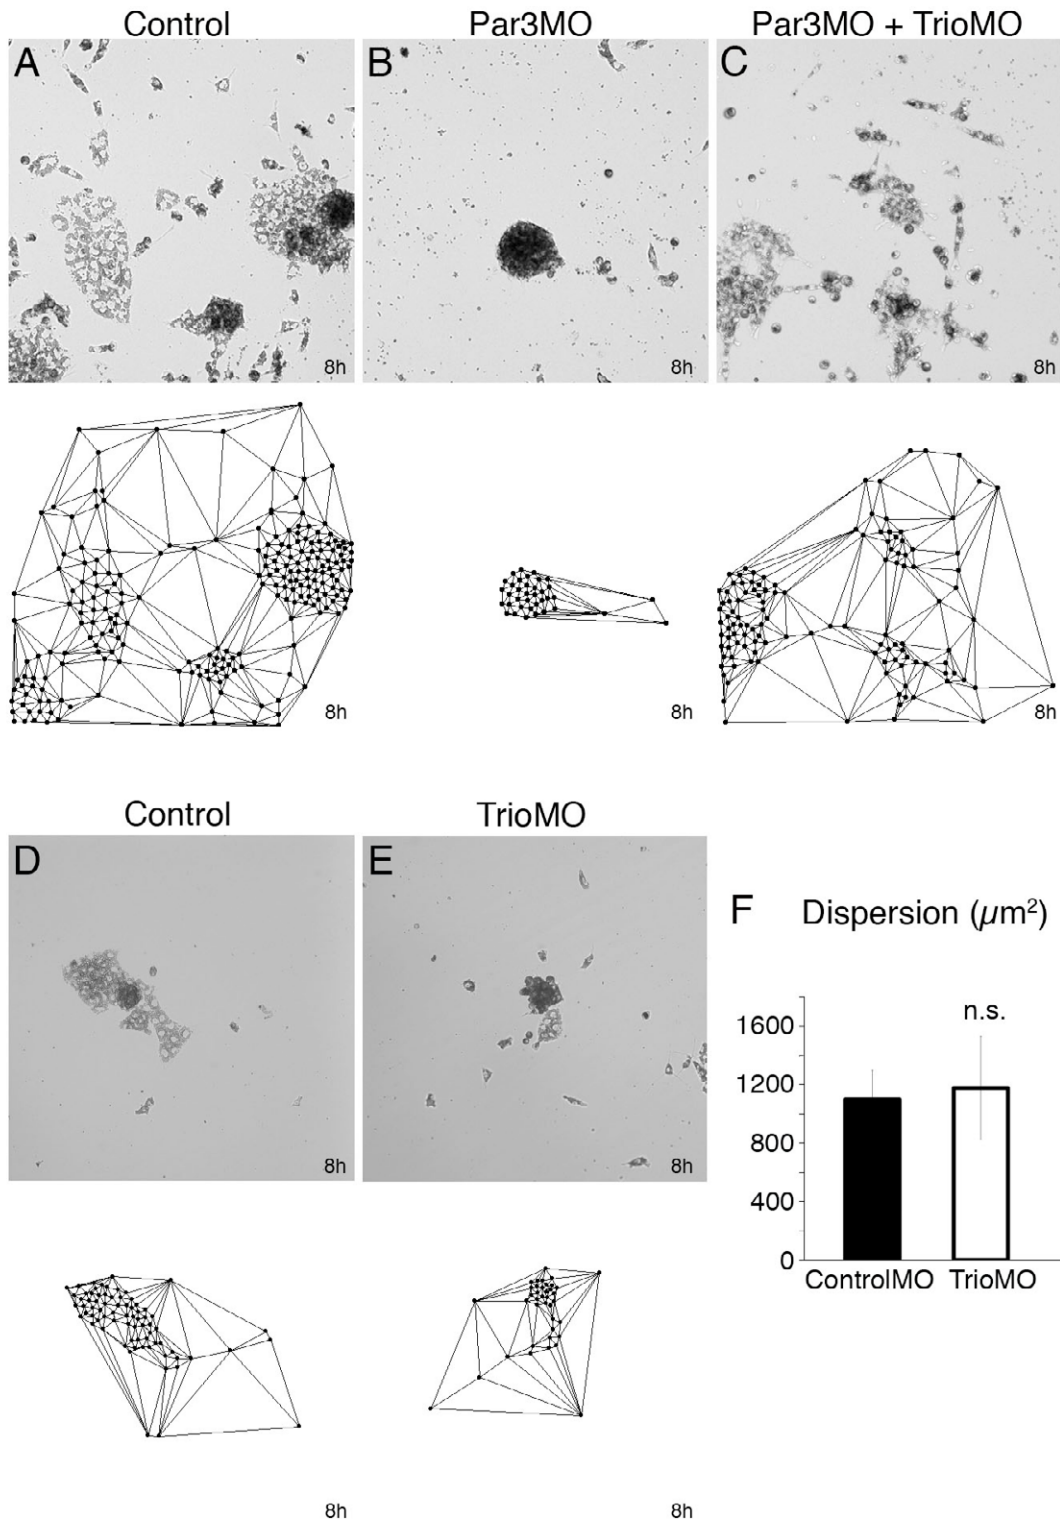 Control Par3MO Par3MO + TrioMO
A B C
8h 8h 8h
8h 8h 8h
Control TrioMO
D E
F Dispersion (µm²)
n.s.
1600
1200
800
400
0
ControlMO TrioMO
8h 8h
8h 8h